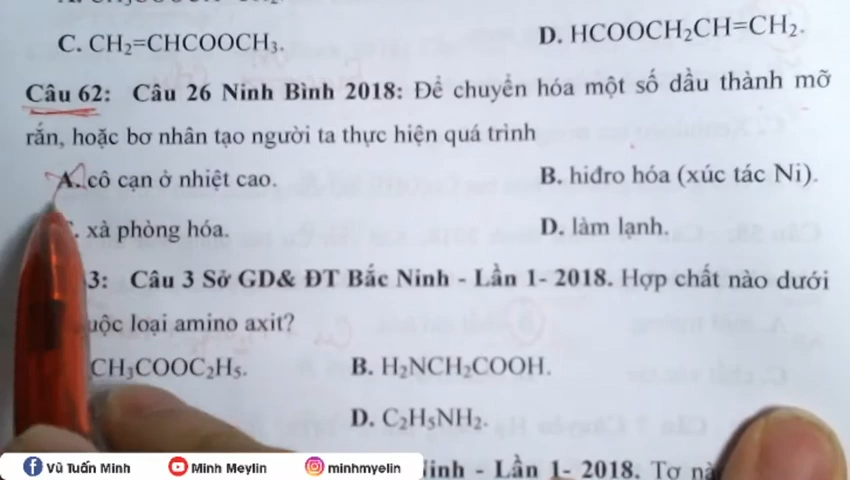 C. CH₂=CHCOOCH₃.
D. HCOOCH₂CH=CH₂.
Câu 62: Câu 26 Ninh Bình 2018: Để chuyển hóa một số dầu thành mỡ
rắn, hoặc bơ nhân tạo người ta thực hiện quá trình
A. cô cạn ở nhiệt cao.
B. hiđro hóa (xúc tác Ni).
xà phòng hóa.
D. làm lạnh.
3: Câu 3 Sở GD& ĐT Bắc Ninh - Lần 1- 2018. Hợp chất nào dưới
loại amino axit?
CH₃COOC₂H₅.
B. H₂NCH₂COOH.
D. C₂H₅NH₂.
- Lần 1- 2018. Tơ
Vũ Tuấn Minh
Minh Meylin
minhmyelin